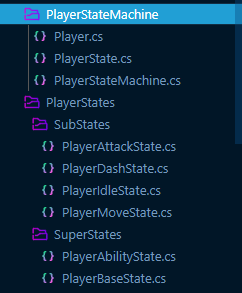 PlayerStateMachine
Player.cs
PlayerState.cs
PlayerStateMachine.cs
PlayerStates
SubStates
PlayerAttackState.cs
PlayerDashState.cs
PlayerIdleState.cs
PlayerMoveState.cs
SuperStates
PlayerAbilityState.cs
PlayerBaseState.cs